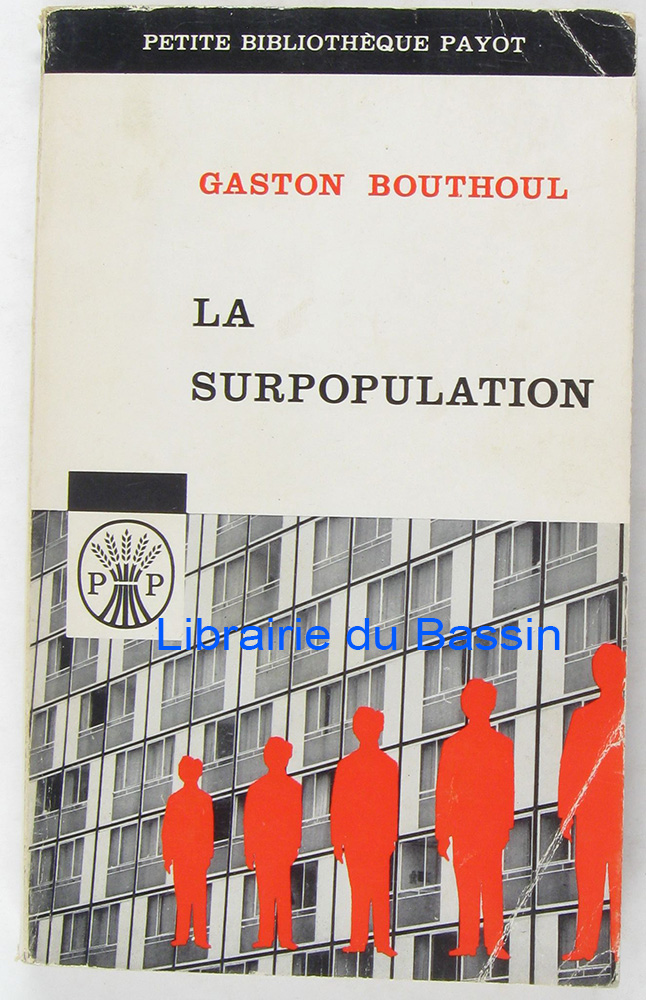 PETITE BIBLIOTHÈQUE PAYOT
GASTON BOUTHOUL
LA
SURPOPULATION
P P
Librairie du Bassin